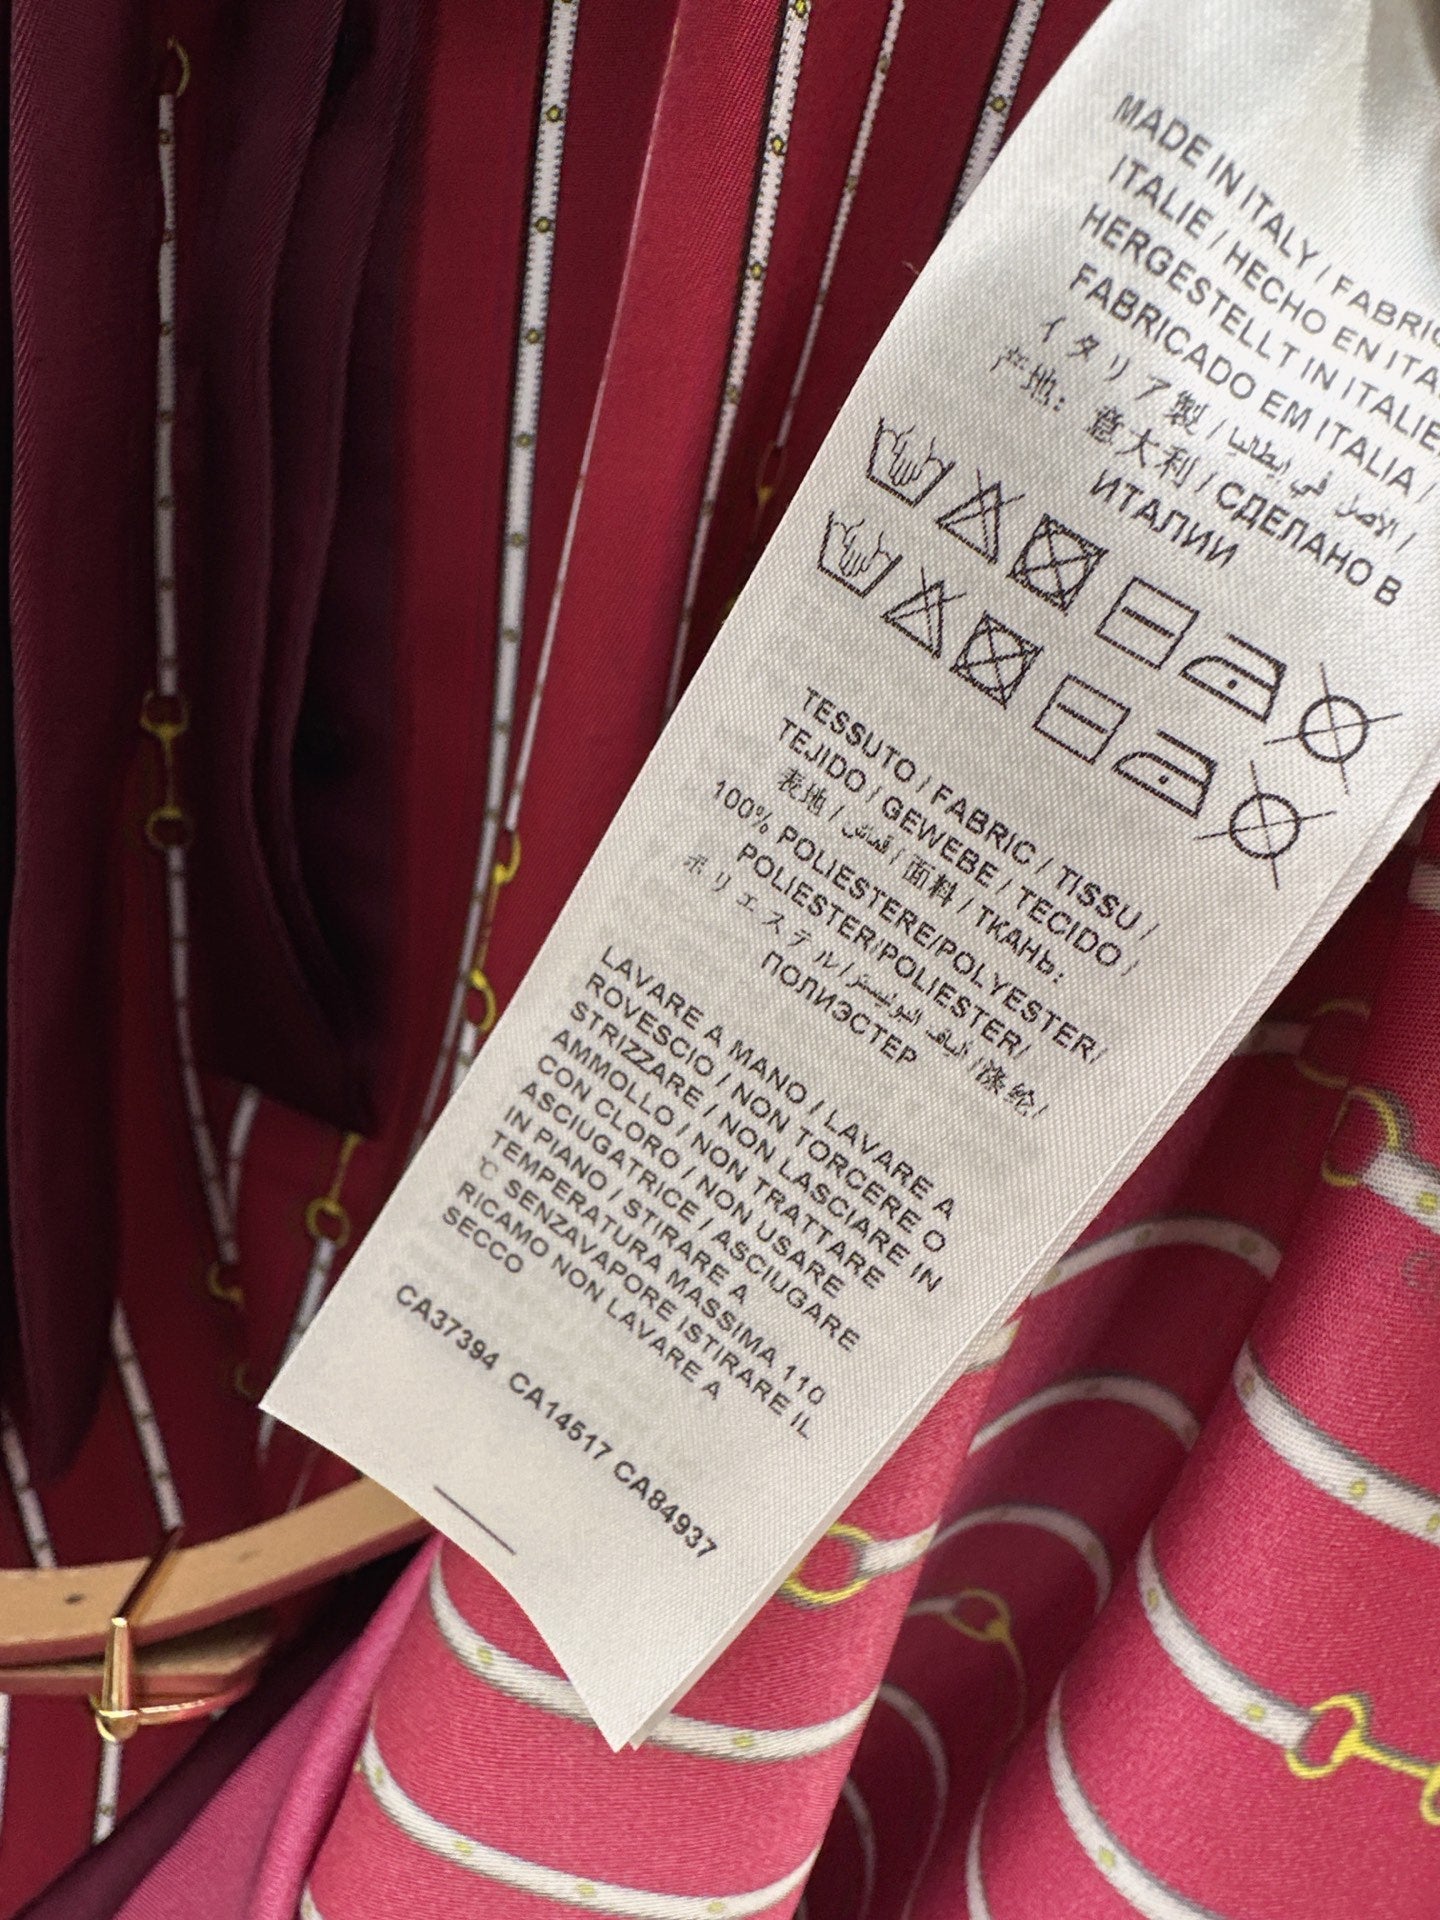 MADE IN ITALY / FABRIC
ITALIE / HECHO EN ITA
HERGESTELLT IN ITALIE
FABRICADO EM ITALIA /
イタリア製 / الأصل في إيطاليا /
产地: 意大利 / СДЕЛАНО В
ИТАЛИИ
TESSUTO / FABRIC / TISSU /
TEJIDO / GEWEBE / TECIDO /
表地 / قماش / 面料 / ТКАНЬ:
100% POLIESTERE/POLYESTER/
POLIESTER/POLIESTER/
ポリエステル/ألياف البوليستر/涤纶/
ПОЛИЭСТЕР
LAVARE A MANO / LAVARE A
ROVESCIO / NON TORCERE O
STRIZZARE / NON LASCIARE IN
AMMOLLO / NON TRATTARE
CON CLORO / NON USARE
ASCIUGATRICE / ASCIUGARE
IN PIANO / STIRARE A
TEMPERATURA MASSIMA 110
℃ SENZAVAPORE ISTIRARE IL
RICAMO NON LAVARE A
SECCO
CA37394 CA14517 CA84937